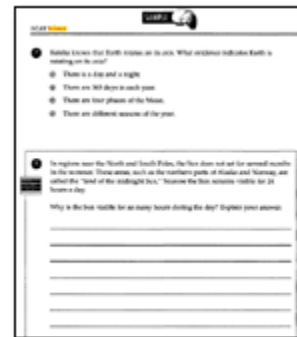 SAMPLE
Science
knows that Earth rotates on its axis. What evidence indicates Earth is
rotating on its axis?
There is a day and a night.
There are 365 days in each year.
There are four phases of the Moon.
There are different seasons of the year.
In regions near the North and South Poles, the Sun does not set for several months
in the summer. These areas, such as the northern parts of Alaska and Norway, are
called the "land of the midnight Sun," because the Sun remains visible for 24
hours a day.
Why is the Sun visible for so many hours during the day? Explain your answer.